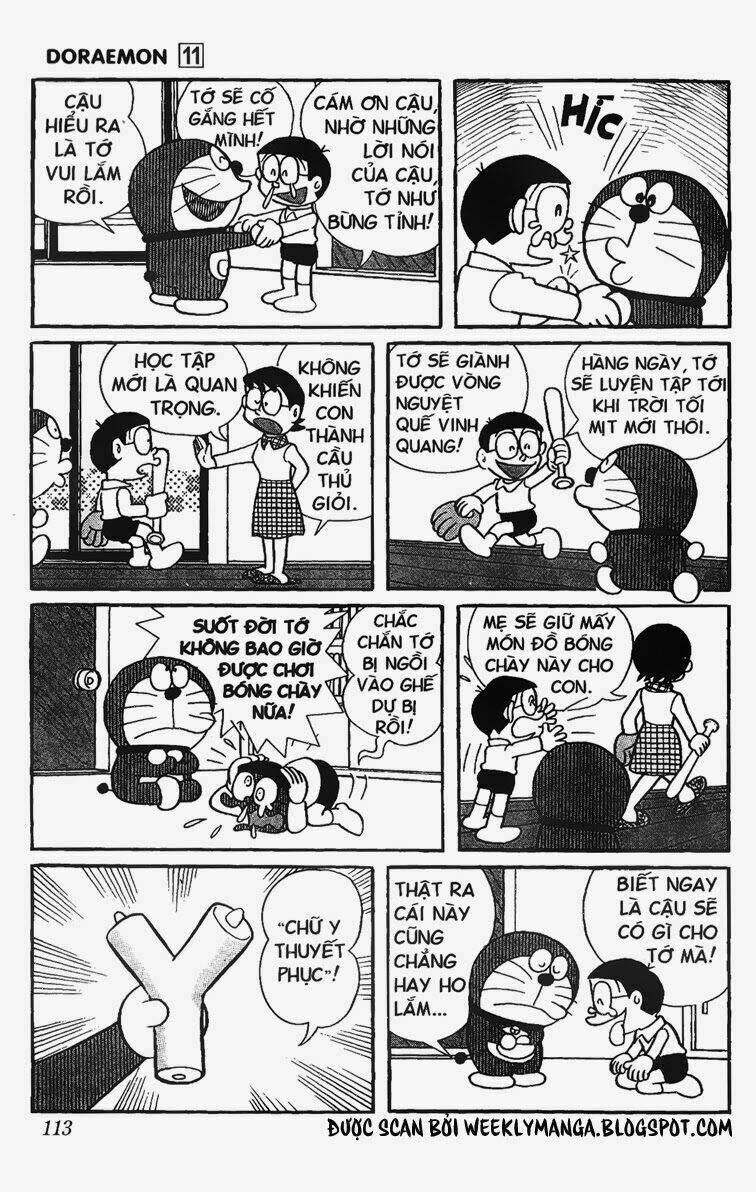 DORAEMON 11
HÍC
CÁM ƠN CẬU,
NHỜ NHỮNG
LỜI NÓI
CỦA CẬU,
TỚ NHƯ
BỪNG TỈNH!
TỚ SẼ CỐ
GẮNG HẾT
MÌNH!
CẬU
HIỂU RA
LÀ TỚ
VUI LẮM
RỒI.
HÀNG NGÀY, TỚ
SẼ LUYỆN TẬP TỚI
KHI TRỜI TỐI
MỊT MỚI THÔI.
TỚ SẼ GIÀNH
ĐƯỢC VÒNG
NGUYỆT
QUẾ VINH
QUANG!
KHÔNG
KHIẾN
CON
THÀNH
CẦU
THỦ
GIỎI.
HỌC TẬP
MỚI LÀ QUAN
TRỌNG.
MẸ SẼ GIỮ MẤY
MÓN ĐỒ BÓNG
CHÀY NÀY CHO
CON.
CHẮC
CHẮN TỚ
BỊ NGỒI
VÀO GHẾ
DỰ BỊ
RỒI!
SUỐT ĐỜI TỚ
KHÔNG BAO GIỜ
ĐƯỢC CHƠI
BÓNG CHÀY
NỮA!
BIẾT NGAY
LÀ CẬU SẼ
CÓ GÌ CHO
TỚ MÀ!
THẬT RA
CÁI NÀY
CŨNG
CHẲNG
HAY HO
LẮM...
"CHỮ Y
THUYẾT
PHỤC"!
113
ĐƯỢC SCAN BỞI WEEKLYMANGA.BLOGSPOT.COM